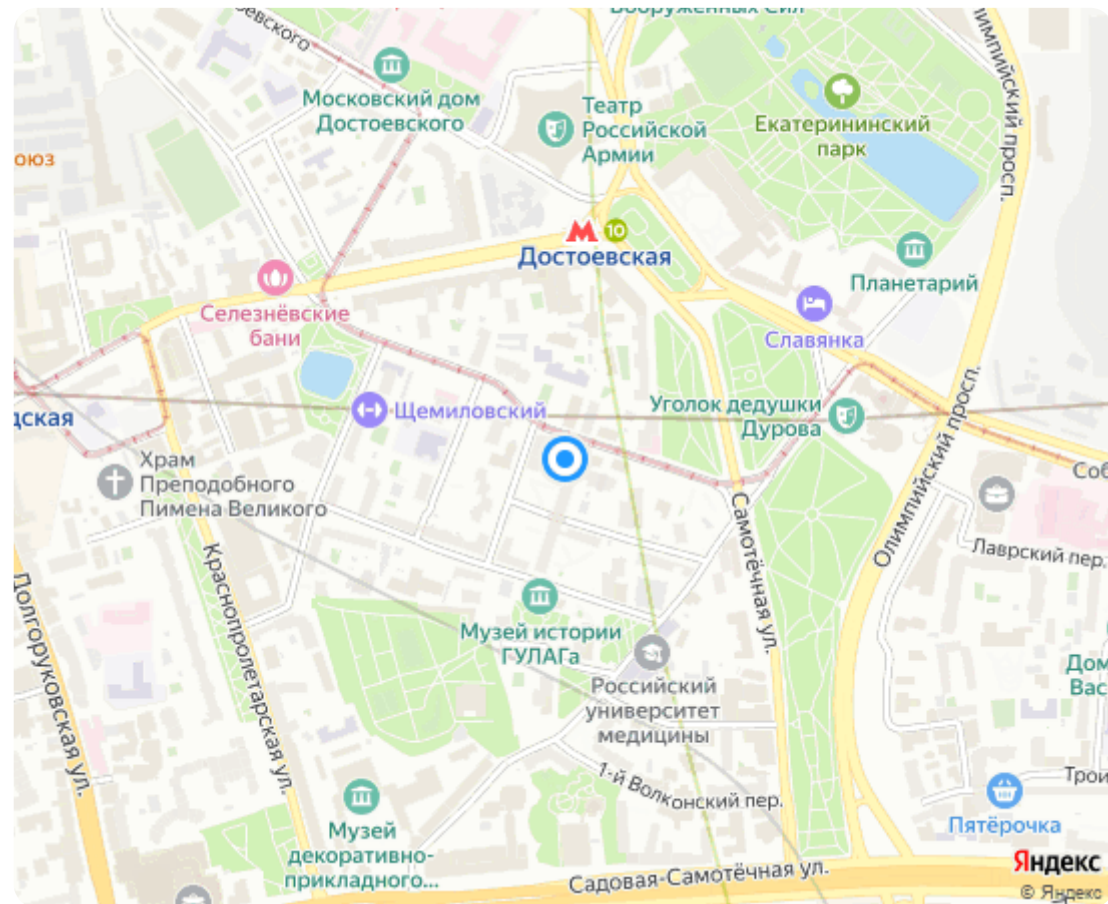 Вооружённых Сил
Московский дом
Достоевского
Театр
Российской
Армии
Екатерининский
парк
Олимпийский просп.
10
Достоевская
Планетарий
Селезнёвские
бани
Славянка
Щемиловский
Уголок дедушки
Дурова
Храм
Преподобного
Пимена Великого
Самотёчная ул.
Олимпийский просп.
Лаврский пер.
Краснопролетарская ул.
Долгоруковская ул.
Музей истории
ГУЛАГа
Российский
университет
медицины
1-й Волконский пер.
Дом
Вас
Трои
Пятёрочка
Музей
декоративно-
прикладного...
Садовая-Самотёчная ул.
Яндекс
© Яндекс